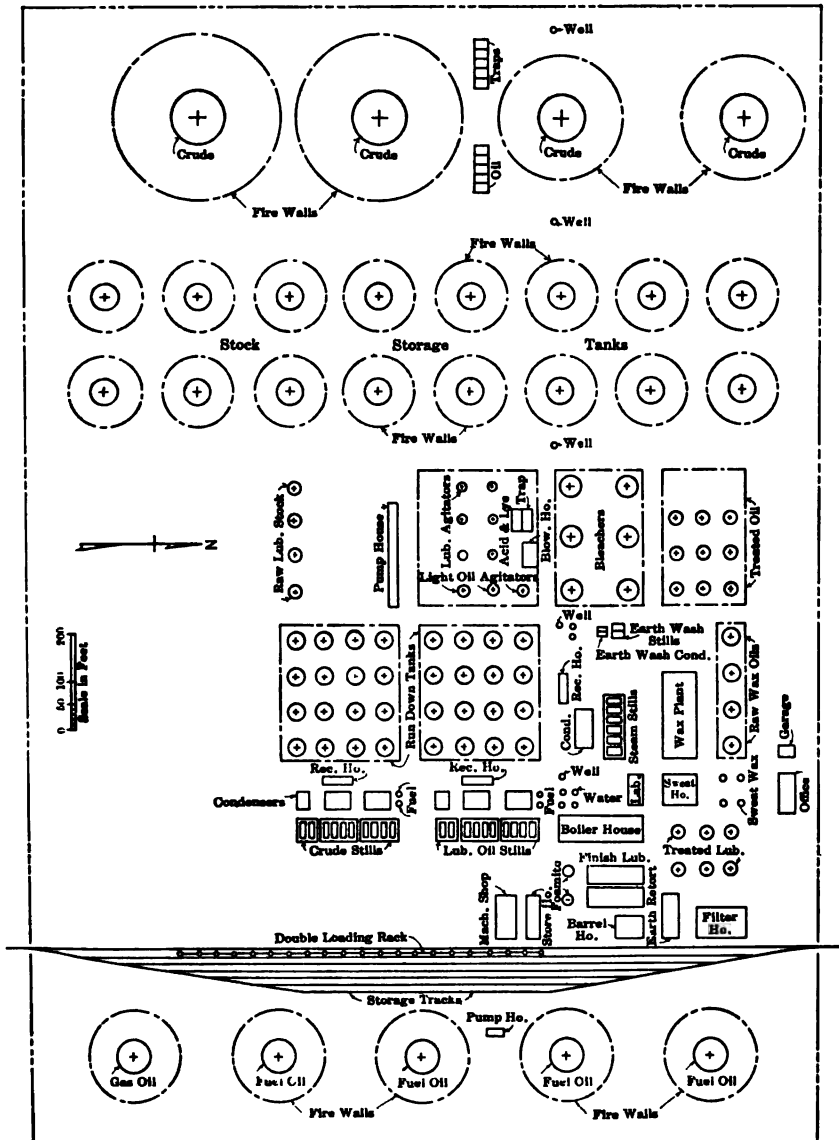 Well
Traps
Crude
Crude
Crude
Crude
Oil
Fire Walls
Fire Walls
Well
Fire Walls
Stock Storage Tanks
Fire Walls
Well
Raw Lub. Stock
Pump House
Lub. Agitators
Acid & Lye
Trap
Blow. Ho.
Bleachers
Treated Oil
Light Oil Agitators
N
200
100
50
0
Scale in Feet
Well
Earth Wash
Stills
Earth Wash Cond.
Run Down Tanks
Rec. Ho.
Cond.
Steam Stills
Wax Plant
Raw Wax Oils
Garage
Rec. Ho.
Rec. Ho.
Well
Condensers
Fuel
Fuel
Water
Lab.
Sweat
Ho.
Sweat Wax
Office
Boiler House
Crude Stills
Lub. Oil Stills
Treated Lub.
Finish Lub.
Mach. Shop
Store Ho.
Foamite
Barrel
Ho.
Earth Retort
Filter
Ho.
Double Loading Rack
Storage Tracks
Pump Ho.
Gas Oil
Fuel Oil
Fuel Oil
Fuel Oil
Fuel Oil
Fire Walls
Fire Walls